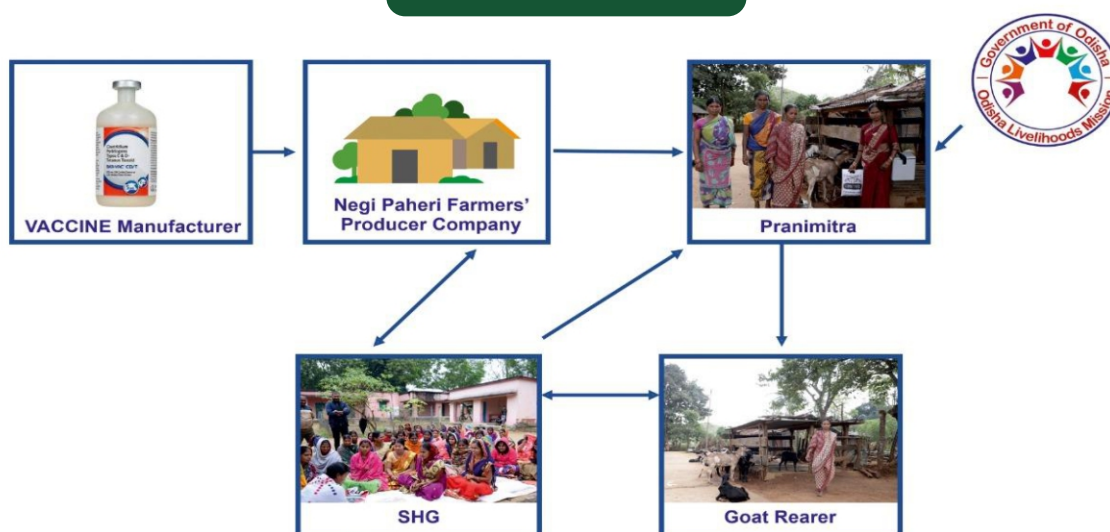 Government of Odisha
Odisha Livelihoods Mission
VACCINE Manufacturer
Negi Paheri Farmers'
Producer Company
Pranimitra
SHG
Goat Rearer